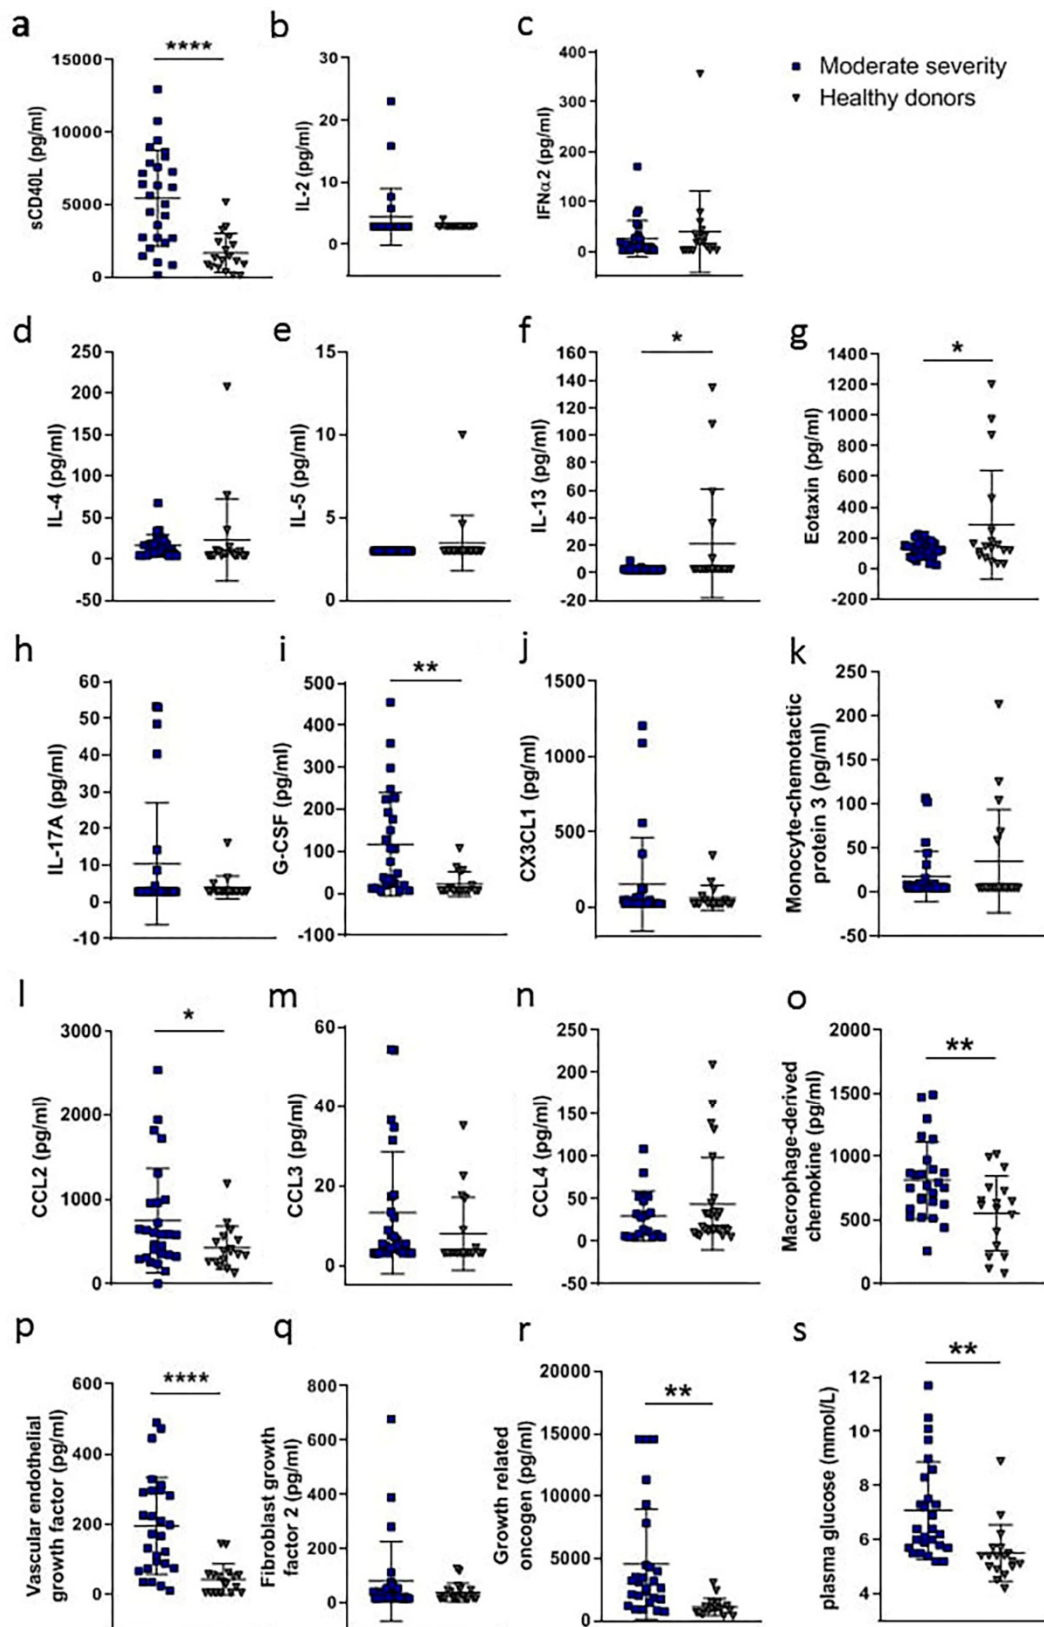 a
****
sCD40L (pg/ml)
15000
10000
5000
0
b
IL-2 (pg/ml)
30
20
10
0
c
IFNα2 (pg/ml)
400
300
200
100
0
Moderate severity
Healthy donors
d
IL-4 (pg/ml)
250
200
150
100
50
0
-50
e
IL-5 (pg/ml)
15
10
5
0
f
*
IL-13 (pg/ml)
160
140
120
100
80
60
40
20
0
-20
g
*
Eotaxin (pg/ml)
1400
1200
1000
800
600
400
200
0
-200
h
IL-17A (pg/ml)
60
50
40
30
20
10
0
-10
i
**
G-CSF (pg/ml)
500
400
300
200
100
0
-100
j
CX3CL1 (pg/ml)
1500
1000
500
0
k
Monocyte-chemotactic
protein 3 (pg/ml)
250
200
150
100
50
0
-50
l
*
CCL2 (pg/ml)
3000
2000
1000
0
m
CCL3 (pg/ml)
60
40
20
0
n
CCL4 (pg/ml)
250
200
150
100
50
0
-50
o
**
Macrophage-derived
chemokine (pg/ml)
2000
1500
1000
500
0
p
****
Vascular endothelial
growth factor (pg/ml)
600
400
200
0
q
Fibroblast growth
factor 2 (pg/ml)
800
600
400
200
0
r
**
Growth related
oncogen (pg/ml)
20000
15000
10000
5000
0
s
**
plasma glucose (mmol/L)
12
10
8
6
4